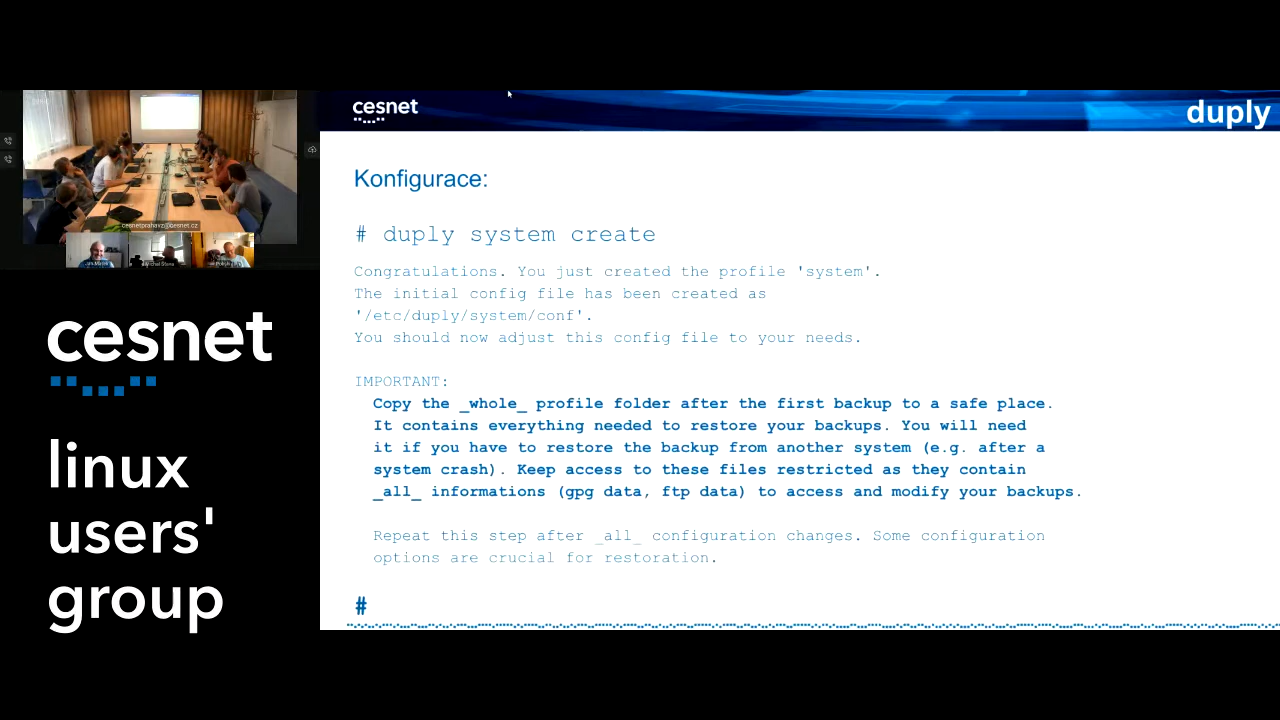 cesnet
duply
Konfigurace:
# duply system create
Congratulations. You just created the profile 'system'.
The initial config file has been created as
'/etc/duply/system/conf'.
You should now adjust this config file to your needs.
IMPORTANT:
Copy the _whole_ profile folder after the first backup to a safe place.
It contains everything needed to restore your backups. You will need
it if you have to restore the backup from another system (e.g. after a
system crash). Keep access to these files restricted as they contain
_all_ informations (gpg data, ftp data) to access and modify your backups.
Repeat this step after _all_ configuration changes. Some configuration
options are crucial for restoration.
#
cesnetprahavz@cesnet.cz
cesnet
linux
users'
group